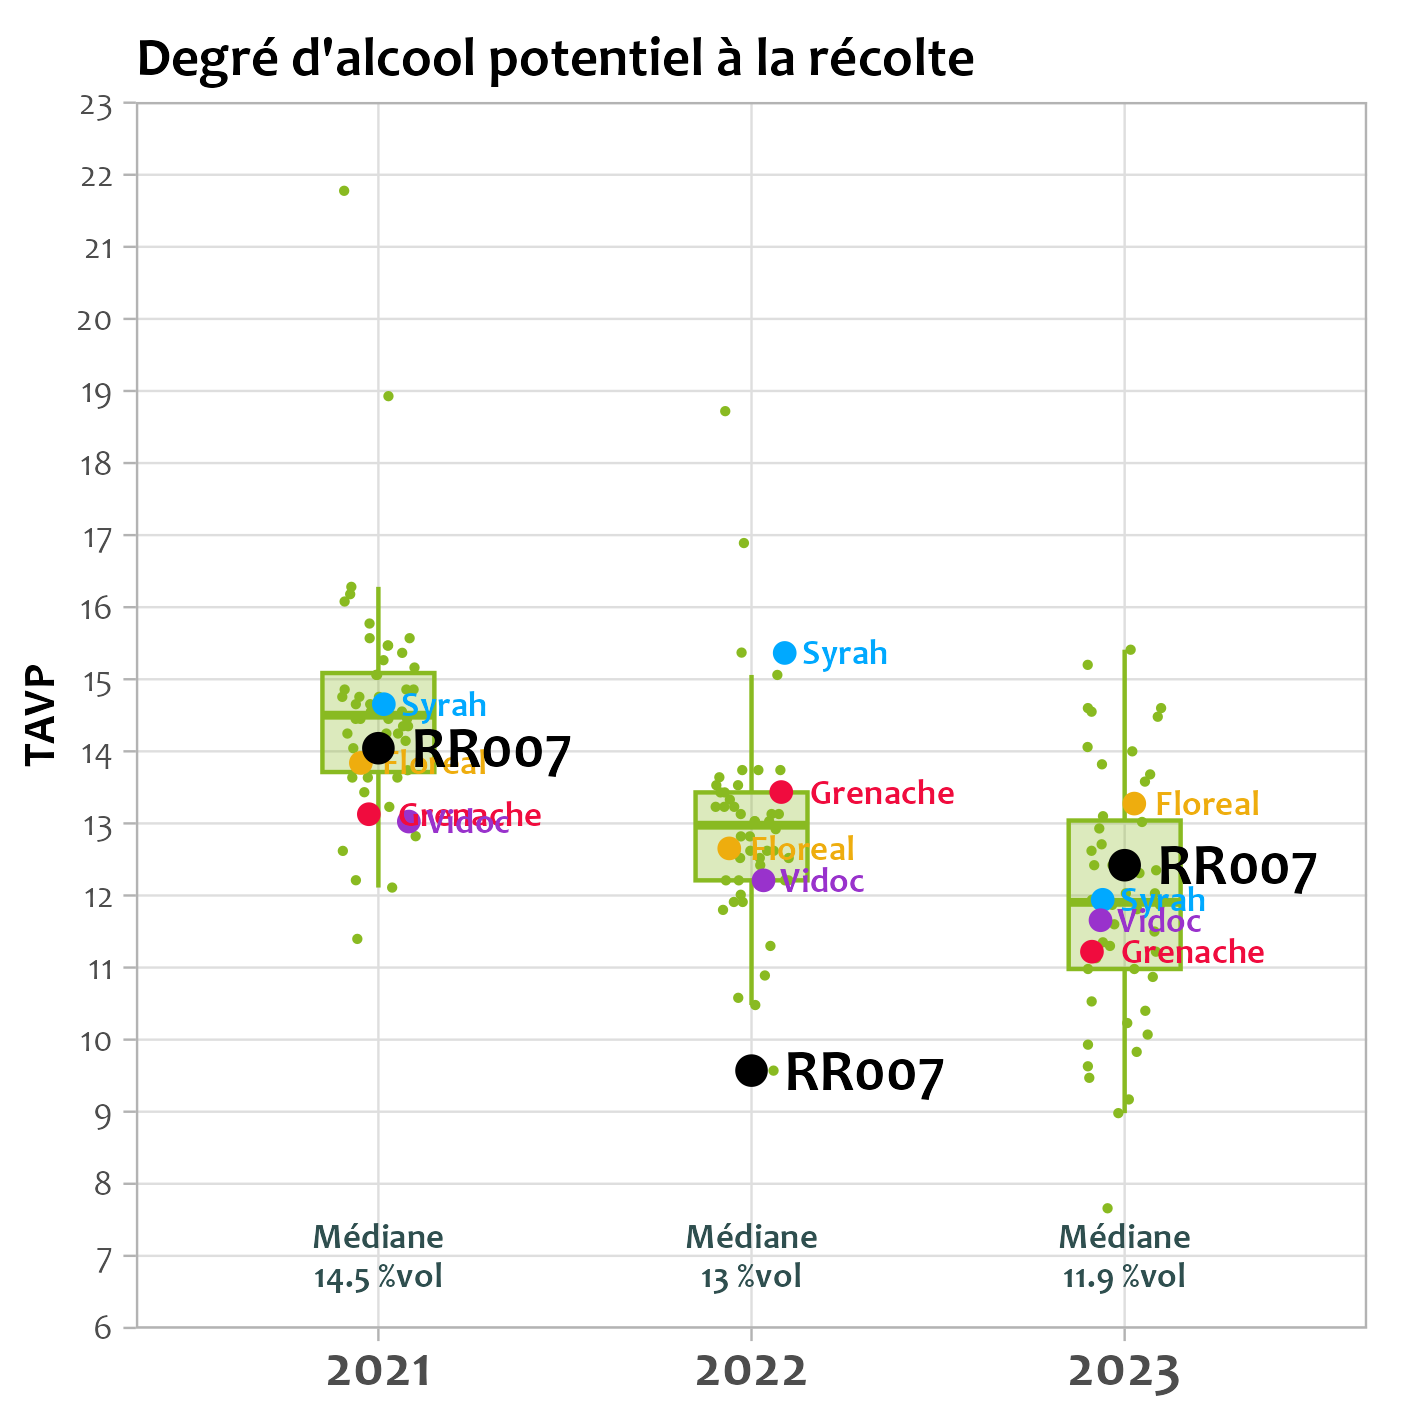 Degré d'alcool potentiel à la récolte
TAVP
23
22
21
20
19
18
17
16
15
14
13
12
11
10
9
8
7
6
Syrah
RR007
Floreal
Grenache
Vidoc
Syrah
Grenache
Floreal
Vidoc
RR007
Floreal
RR007
Syrah
Vidoc
Grenache
Médiane
14.5 %vol
Médiane
13 %vol
Médiane
11.9 %vol
2021
2022
2023